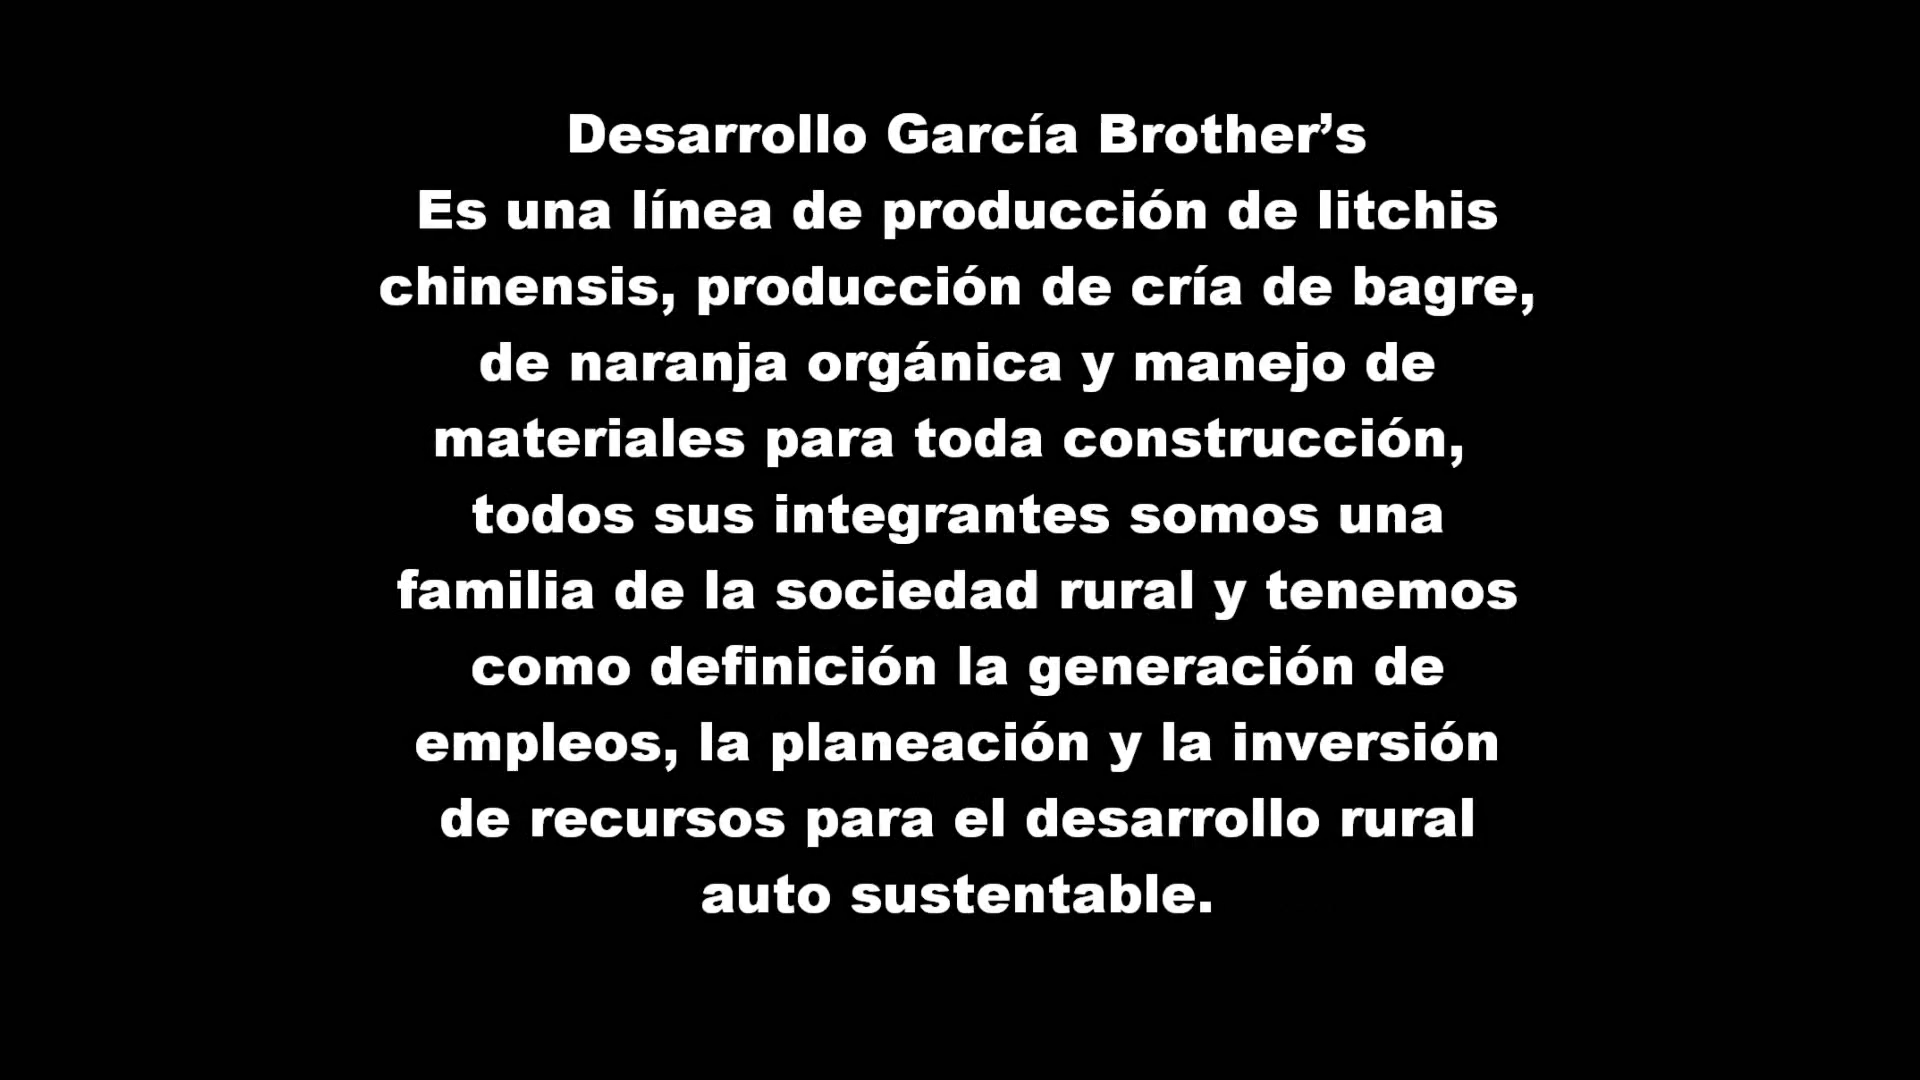 Desarrollo García Brother’s
Es una línea de producción de litchis
chinensis, producción de cría de bagre,
de naranja orgánica y manejo de
materiales para toda construcción,
todos sus integrantes somos una
familia de la sociedad rural y tenemos
como definición la generación de
empleos, la planeación y la inversión
de recursos para el desarrollo rural
auto sustentable.